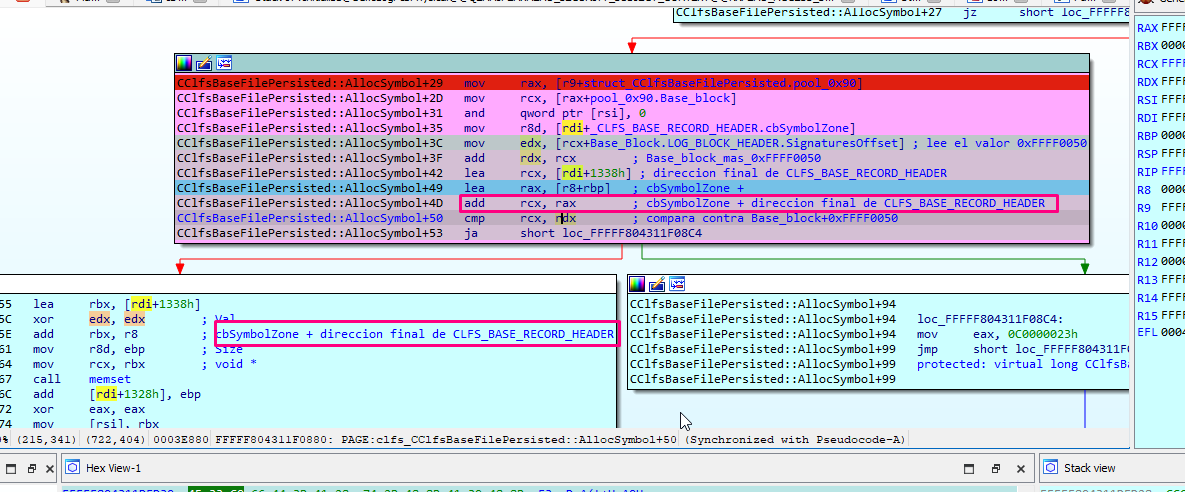 CClfsBaseFilePersisted::AllocSymbol+27 jz short loc_FFFFF8
CClfsBaseFilePersisted::AllocSymbol+29 mov rax, [r9+struct_CClfsBaseFilePersisted.pool_0x90]
CClfsBaseFilePersisted::AllocSymbol+2D mov rcx, [rax+pool_0x90.Base_block]
CClfsBaseFilePersisted::AllocSymbol+31 and qword ptr [rsi], 0
CClfsBaseFilePersisted::AllocSymbol+35 mov r8d, [rdi+_CLFS_BASE_RECORD_HEADER.cbSymbolZone]
CClfsBaseFilePersisted::AllocSymbol+3C mov edx, [rcx+Base_Block.LOG_BLOCK_HEADER.SignaturesOffset] ; lee el valor 0xFFFF0050
CClfsBaseFilePersisted::AllocSymbol+3F add rdx, rcx ; Base_block_mas_0xFFFF0050
CClfsBaseFilePersisted::AllocSymbol+42 lea rcx, [rdi+1338h] ; direccion final de CLFS_BASE_RECORD_HEADER
CClfsBaseFilePersisted::AllocSymbol+49 lea rax, [r8+rbp] ; cbSymbolZone +
CClfsBaseFilePersisted::AllocSymbol+4D add rcx, rax ; cbSymbolZone + direccion final de CLFS_BASE_RECORD_HEADER
CClfsBaseFilePersisted::AllocSymbol+50 cmp rcx, rdx ; compara contra Base_block+0xFFFF0050
CClfsBaseFilePersisted::AllocSymbol+53 ja short loc_FFFFF804311F08C4
55 lea rbx, [rdi+1338h]
5C xor edx, edx ; Val
5E add rbx, r8 ; cbSymbolZone + direccion final de CLFS_BASE_RECORD_HEADER
61 mov r8d, ebp ; Size
64 mov rcx, rbx ; void *
67 call memset
6C add [rdi+1328h], ebp
72 xor eax, eax
74 mov [rsi], rbx
CClfsBaseFilePersisted::AllocSymbol+94
CClfsBaseFilePersisted::AllocSymbol+94 loc_FFFFF804311F08C4:
CClfsBaseFilePersisted::AllocSymbol+94 mov eax, 0C0000023h
CClfsBaseFilePersisted::AllocSymbol+99 jmp short loc_FFFFF804311F0
CClfsBaseFilePersisted::AllocSymbol+99 protected: virtual long CClfsBa
CClfsBaseFilePersisted::AllocSymbol+99
RAX FFFF
RBX 0000
RCX FFFF
RDX FFFF
RSI FFFF
RDI FFFF
RBP 0000
RSP FFFF
RIP FFFF
R8 0000
R9 FFFF
R10 0000
R11 FFFF
R12 0000
R13 FFFF
R14 FFFF
R15 FFFF
EFL 0004
0% (215,341) (722,404) 0003E880 FFFFF804311F0880: PAGE:clfs_CClfsBaseFilePersisted::AllocSymbol+50 (Synchronized with Pseudocode-A)
Hex View-1
Stack view